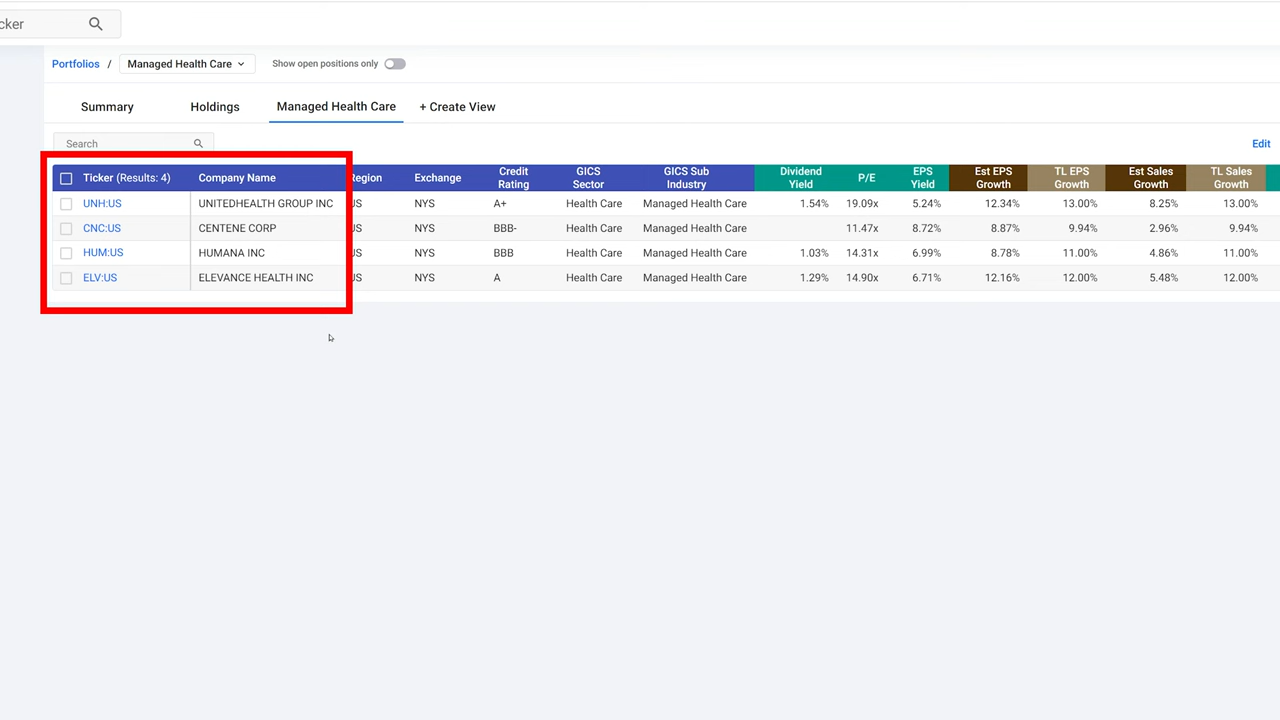 cker
Portfolios / Managed Health Care Show open positions only
Summary Holdings Managed Health Care + Create View
Search
Edit
Ticker (Results: 4) Company Name Region Exchange Credit Rating GICS Sector GICS Sub Industry Dividend Yield P/E EPS Yield Est EPS Growth TL EPS Growth Est Sales Growth TL Sales Growth
UNH:US UNITEDHEALTH GROUP INC US NYS A+ Health Care Managed Health Care 1.54% 19.09x 5.24% 12.34% 13.00% 8.25% 13.00%
CNC:US CENTENE CORP US NYS BBB- Health Care Managed Health Care 11.47x 8.72% 8.87% 9.94% 2.96% 9.94%
HUM:US HUMANA INC US NYS BBB Health Care Managed Health Care 1.03% 14.31x 6.99% 8.78% 11.00% 4.86% 11.00%
ELV:US ELEVANCE HEALTH INC US NYS A Health Care Managed Health Care 1.29% 14.90x 6.71% 12.16% 12.00% 5.48% 12.00%